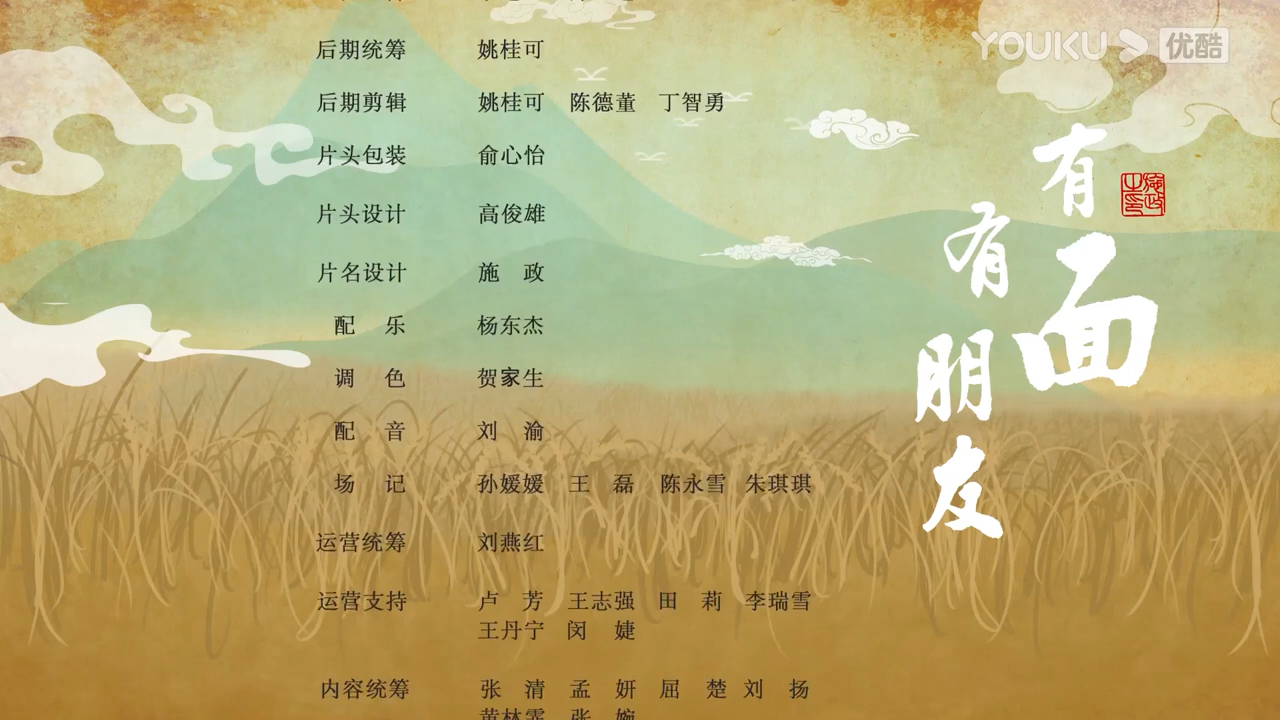 YOUKU 优酷
后期统筹 姚桂可
后期剪辑 姚桂可 陈德董 丁智勇
片头包装 俞心怡
片头设计 高俊雄
片名设计 施 政
配 乐 杨东杰
调 色 贺家生
配 音 刘 渝
场 记 孙媛媛 王 磊 陈永雪 朱琪琪
运营统筹 刘燕红
运营支持 卢 芳 王志强 田 莉 李瑞雪
王丹宁 闵 婕
内容统筹 张 清 孟 妍 屈 楚 刘 扬
有面
有朋友